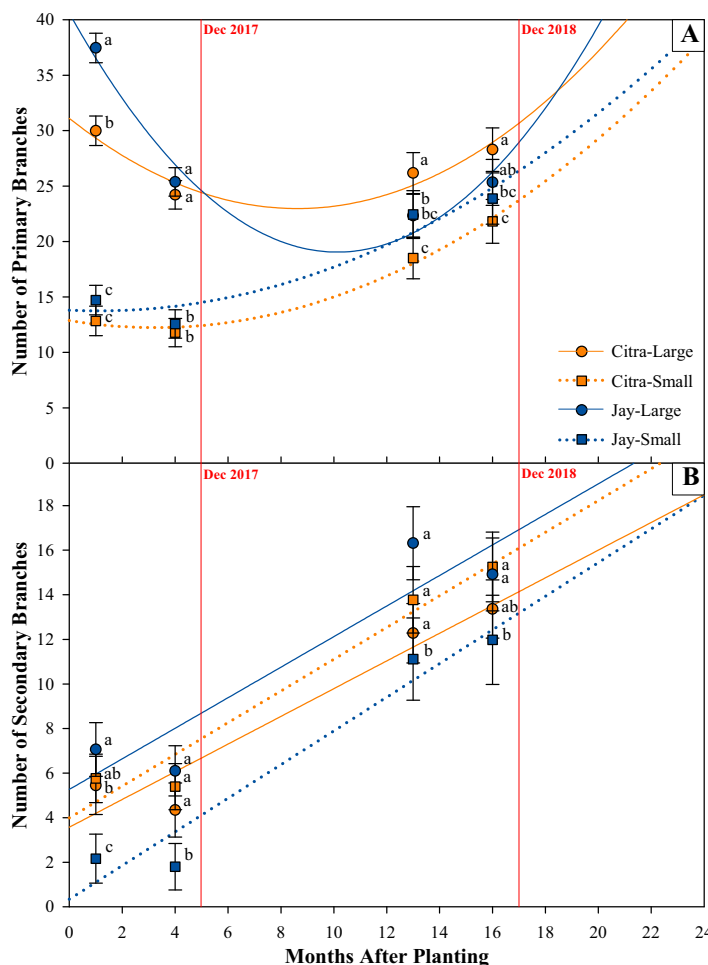 40
35
30
25
20
15
10
5
0
Number of Primary Branches
Dec 2017
Dec 2018
A
a
b
a
a
c
c
b
b
a
b
bc
c
a
ab
bc
c
Citra-Large
Citra-Small
Jay-Large
Jay-Small
18
16
14
12
10
8
6
4
2
0
Number of Secondary Branches
Dec 2017
Dec 2018
B
a
ab
b
c
a
a
a
b
a
a
a
b
a
a
ab
b
0 2 4 6 8 10 12 14 16 18 20 22 24
Months After Planting